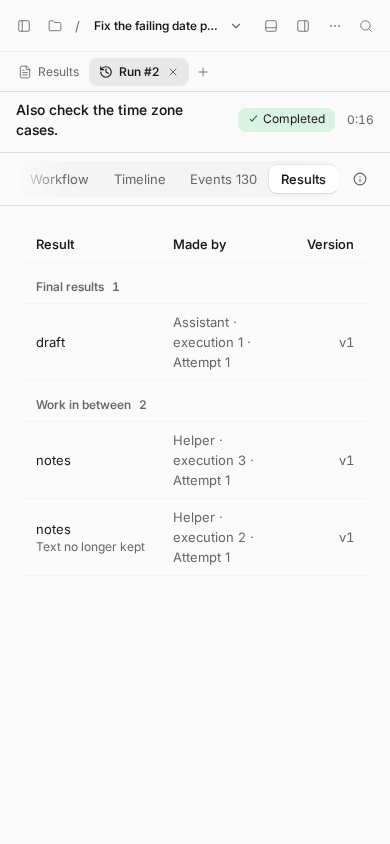 / Fix the failing date p...
Results Run #2
Also check the time zone
cases.
Completed 0:16
Workflow Timeline Events 130 Results
Result Made by Version
Final results 1
draft Assistant · execution 1 · Attempt 1 v1
Work in between 2
notes Helper · execution 3 · Attempt 1 v1
notes
Text no longer kept
Helper · execution 2 · Attempt 1 v1